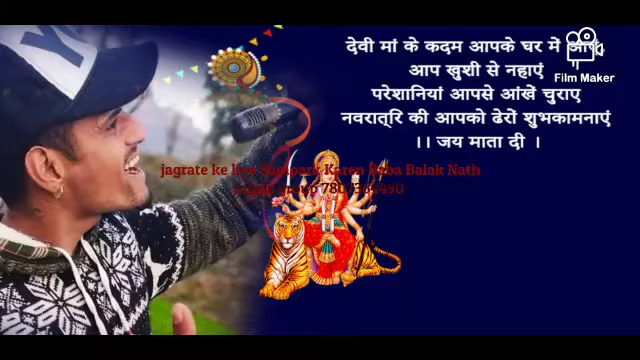 देवी मां के कदम आपके घर में
आप खुशी से नहाएं
परेशानियां आपसे आंखें चुराए
नवरात्रि की आपको ढेरों शुभकामनाएं
।। जय माता दी ।
Film Maker
jagrate ke liye Sampark Karen Baba Balak Nath
group